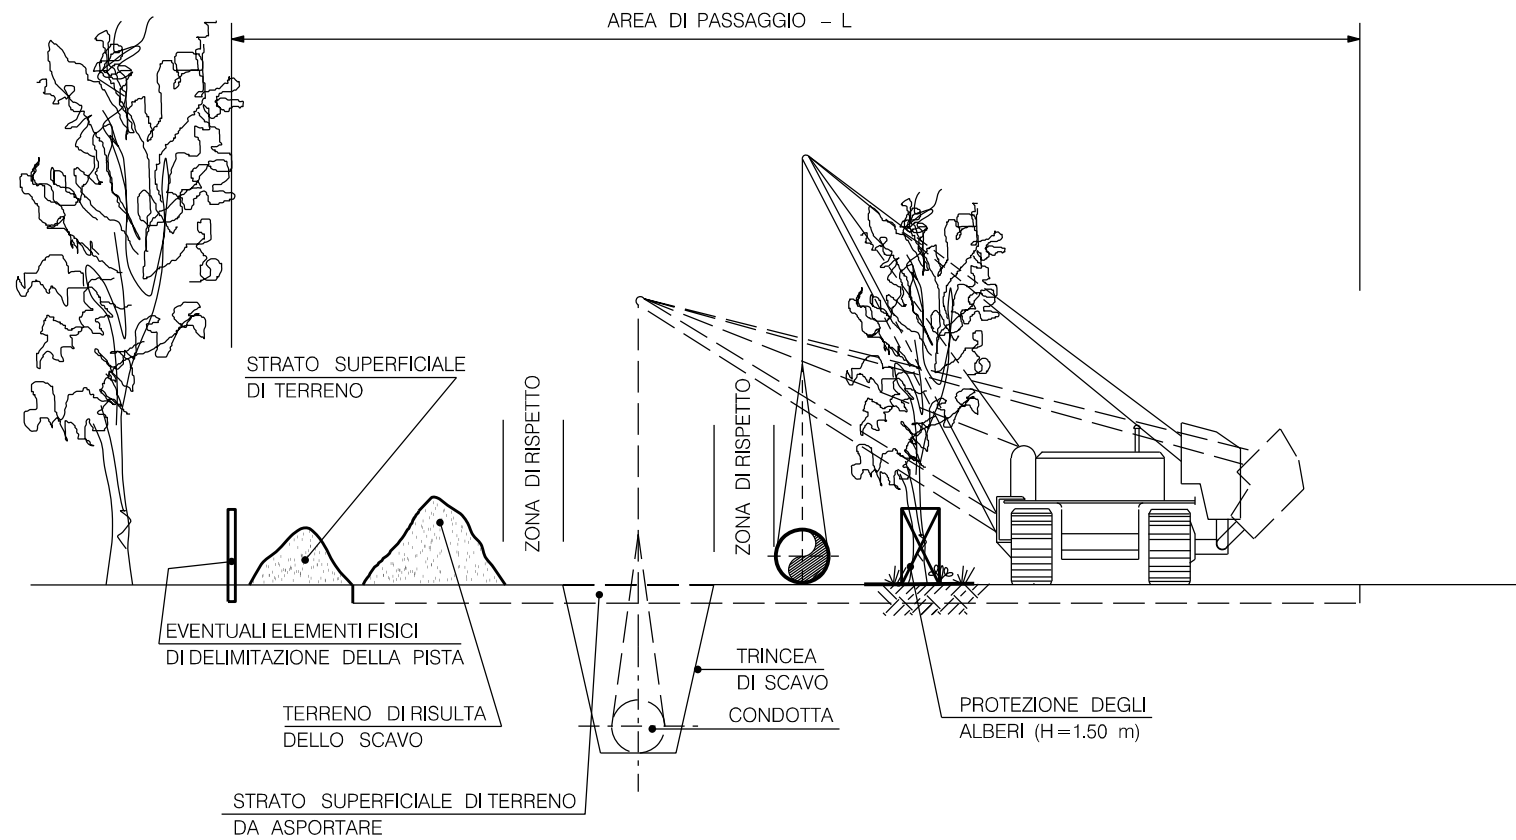 AREA DI PASSAGGIO - L
STRATO SUPERFICIALE
DI TERRENO
ZONA DI RISPETTO
ZONA DI RISPETTO
EVENTUALI ELEMENTI FISICI
DI DELIMITAZIONE DELLA PISTA
TRINCEA
DI SCAVO
TERRENO DI RISULTA
DELLO SCAVO
CONDOTTA
PROTEZIONE DEGLI
ALBERI (H=1.50 m)
STRATO SUPERFICIALE DI TERRENO
DA ASPORTARE